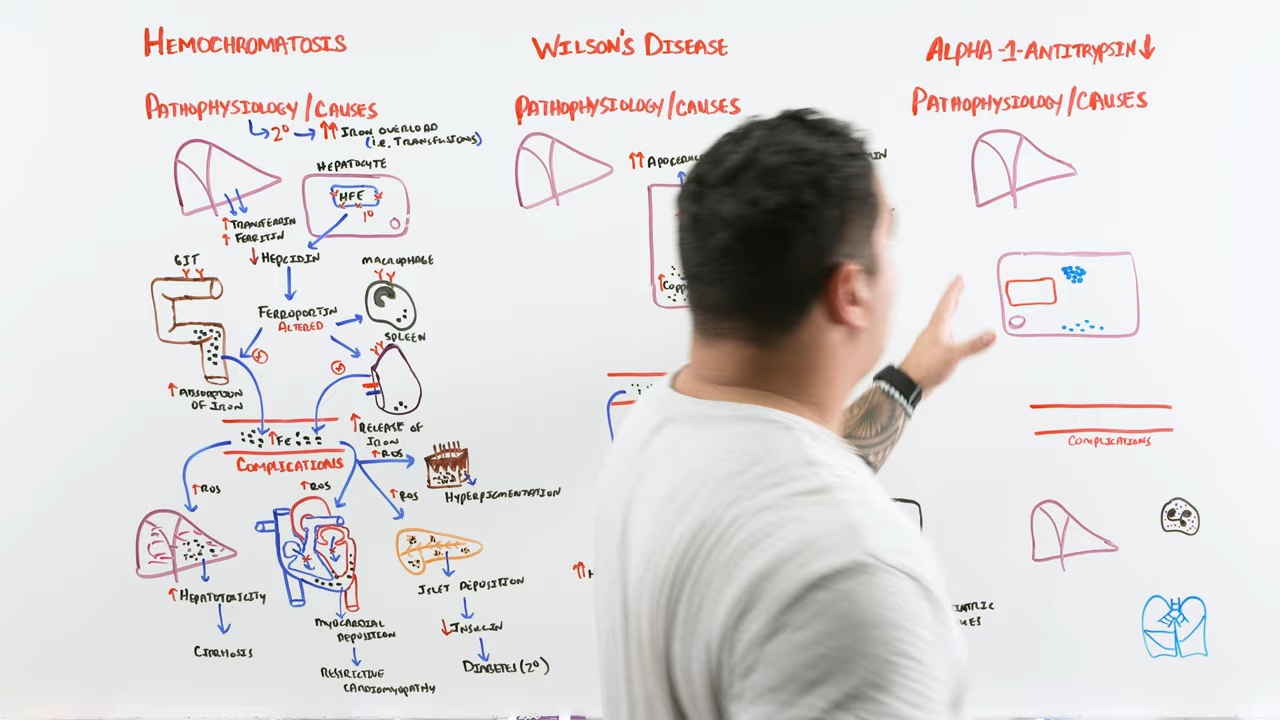 HEMOCHROMATOSIS
PATHOPHYSIOLOGY/CAUSES
2° → ↑↑ IRON OVERLOAD
(i.e. TRANSFUSIONS)
HEPATOCYTE
HFE
1°
↑TRANSFERRIN
↑ FERRITIN
↓ HEPCIDIN
GIT
MACROPHAGE
FERROPORTIN
ALTERED
SPLEEN
+
+
↑ABSORPTION
OF IRON
↑Fe
↑RELEASE OF
IRON
COMPLICATIONS
↑ROS
↑ROS
↑ROS
↑ROS
HYPERPIGMENTATION
↑HEPATOTOXICITY
CIRRHOSIS
MYOCARDIAL
DEPOSITION
RESTRICTIVE
CARDIOMYOPATHY
ISLET DEPOSITION
↓INSULIN
DIABETES (2°)
WILSON'S DISEASE
PATHOPHYSIOLOGY/CAUSES
ALPHA-1-ANTITRYPSIN↓
PATHOPHYSIOLOGY/CAUSES
COMPLICATIONS